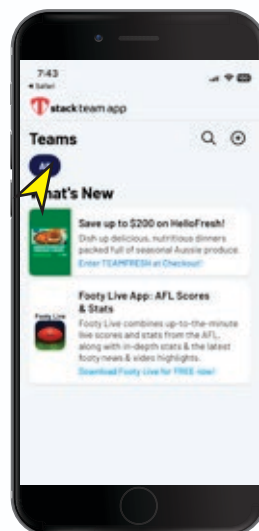 7:43
◂ Safari
stack team app
Teams
What's New
Save up to $200 on HelloFresh!
Dish up delicious, nutritious dinners
packed full of seasonal Aussie produce.
Enter TEAMFRESH at Checkout!
Footy Live App: AFL Scores
& Stats
Footy Live
Footy Live combines up-to-the-minute
live scores and stats from the AFL,
along with in-depth stats & the latest
footy news & video highlights.
Download Footy Live for FREE now!